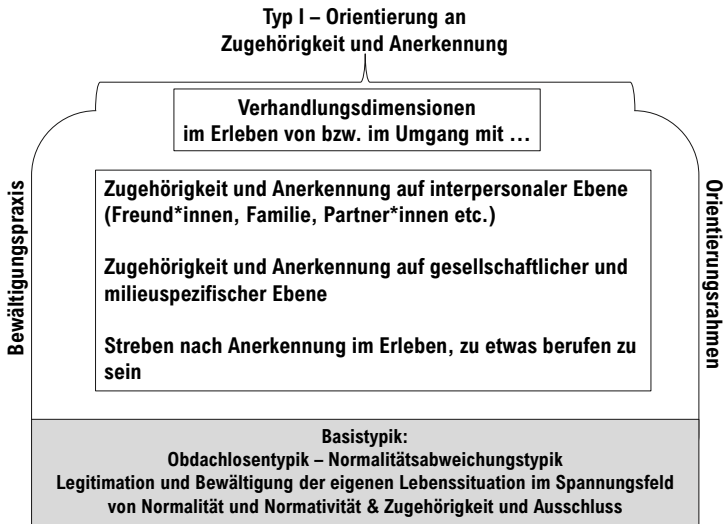 Typ I – Orientierung an
Zugehörigkeit und Anerkennung
Verhandlungsdimensionen
im Erleben von bzw. im Umgang mit …
Bewältigungspraxis
Zugehörigkeit und Anerkennung auf interpersonaler Ebene
(Freund*innen, Familie, Partner*innen etc.)
Zugehörigkeit und Anerkennung auf gesellschaftlicher und
milieuspezifischer Ebene
Streben nach Anerkennung im Erleben, zu etwas berufen zu
sein
Orientierungsrahmen
Basistypik:
Obdachlosentypik – Normalitätsabweichungstypik
Legitimation und Bewältigung der eigenen Lebenssituation im Spannungsfeld
von Normalität und Normativität & Zugehörigkeit und Ausschluss